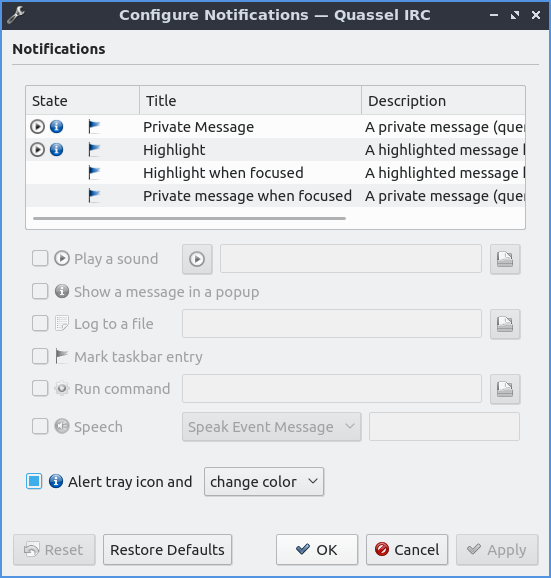 Configure Notifications — Quassel IRC
Notifications
State Title Description
Private Message A private message (que
Highlight A highlighted message
Highlight when focused A highlighted message
Private message when focused A private message (que
Play a sound
Show a message in a popup
Log to a file
Mark taskbar entry
Run command
Speech Speak Event Message
Alert tray icon and change color
Reset Restore Defaults OK Cancel Apply